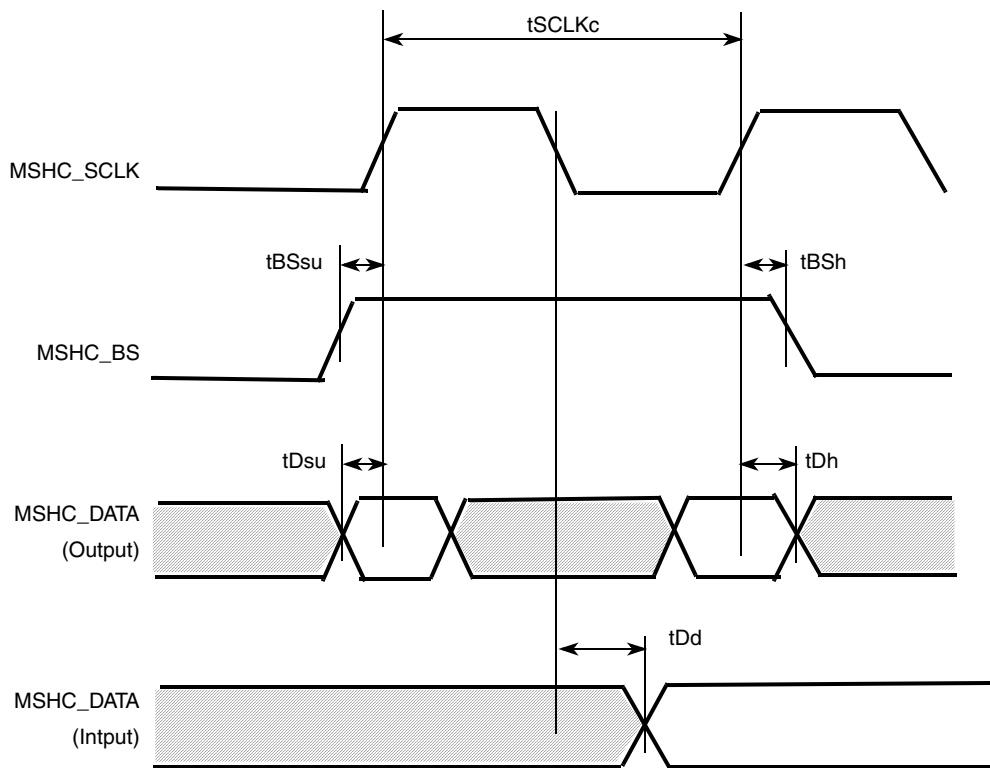 tSCLKc
MSHC_SCLK
tBSsu
tBSh
MSHC_BS
tDsu
tDh
MSHC_DATA
(Output)
tDd
MSHC_DATA
(Intput)